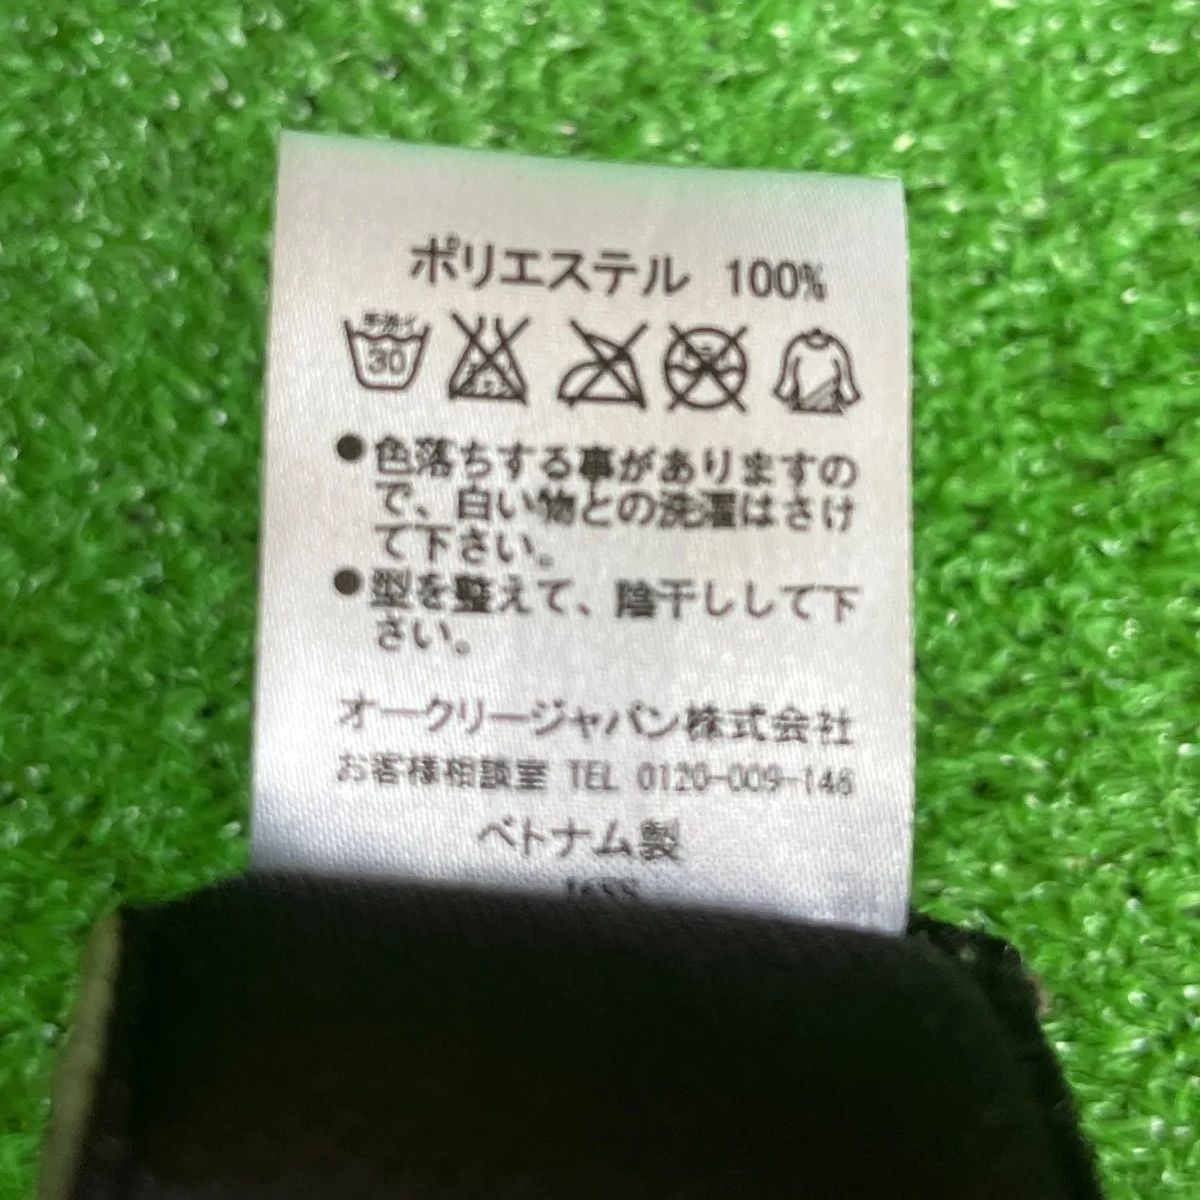 ポリエステル 100%
手洗イ
30
●色落ちする事がありますの
で、白い物との洗濯はさけ
て下さい。
●型を整えて、陰干しして下
さい。
オークリージャパン株式会社
お客様相談室 TEL 0120-009-146
ベトナム製